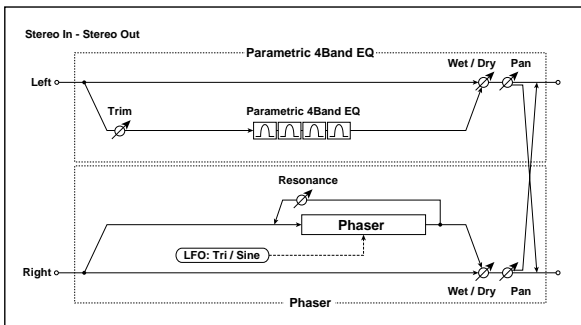 Stereo In - Stereo Out
Parametric 4Band EQ
Wet / Dry
Pan
Left
Trim
Parametric 4Band EQ
Resonance
Phaser
LFO: Tri / Sine
Right
Wet / Dry
Pan
Phaser